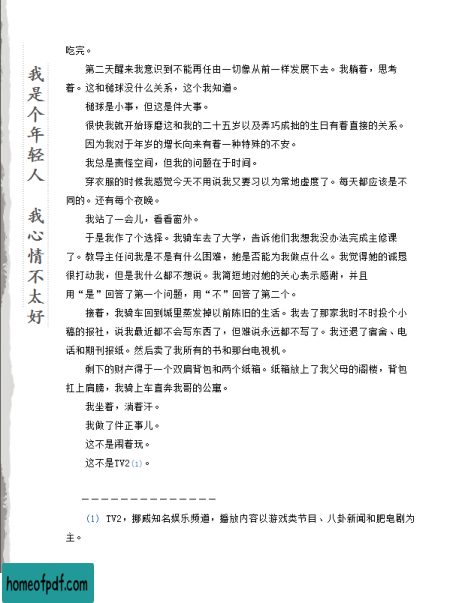 我是个年轻人 我心情不太好
吃完。
第二天醒来我意识到不能再任由一切像从前一样发展下去。我躺着，思考
着。这和槌球没什么关系，这个我知道。
槌球是小事，但这是件大事。
很快我就开始琢磨这和我的二十五岁以及弄巧成拙的生日有着直接的关系。
因为我对于年岁的增长向来有着一种特殊的不安。
我总是责怪空间，但我的问题在于时间。
穿衣服的时候我感觉今天不用说我又要习以为常地虚度了。每天都应该是不
同的。还有每个夜晚。
我站了一会儿，看看窗外。
于是我作了个选择。我骑车去了大学，告诉他们我想我没办法完成主修课
了。教导主任问我是不是有什么困难，她是否能为我做点什么。我觉得她的诚恳
很打动我，但是我什么都不想说。我简短地对她的关心表示感谢，并且
用“是”回答了第一个问题，用“不”回答了第二个。
接着，我骑车回到城里蒸发掉以前陈旧的生活。我去了那家我时不时投个小
稿的报社，说我最近都不会写东西了，但难说永远都不写了。我还退了宿舍、电
话和期刊报纸。然后卖了我所有的书和那台电视机。
剩下的财产得于一个双肩背包和两个纸箱。纸箱放上了我父母的阁楼，背包
扛上肩膀，我骑上车直奔我哥的公寓。
我坐着，淌着汗。
我做了件正事儿。
这不是闹着玩。
这不是TV2(1)。
－－－－－－－－－－－－－－
(1) TV2，挪威知名娱乐频道，播放内容以游戏类节目、八卦新闻和肥皂剧为
主。
homeofpdf.com